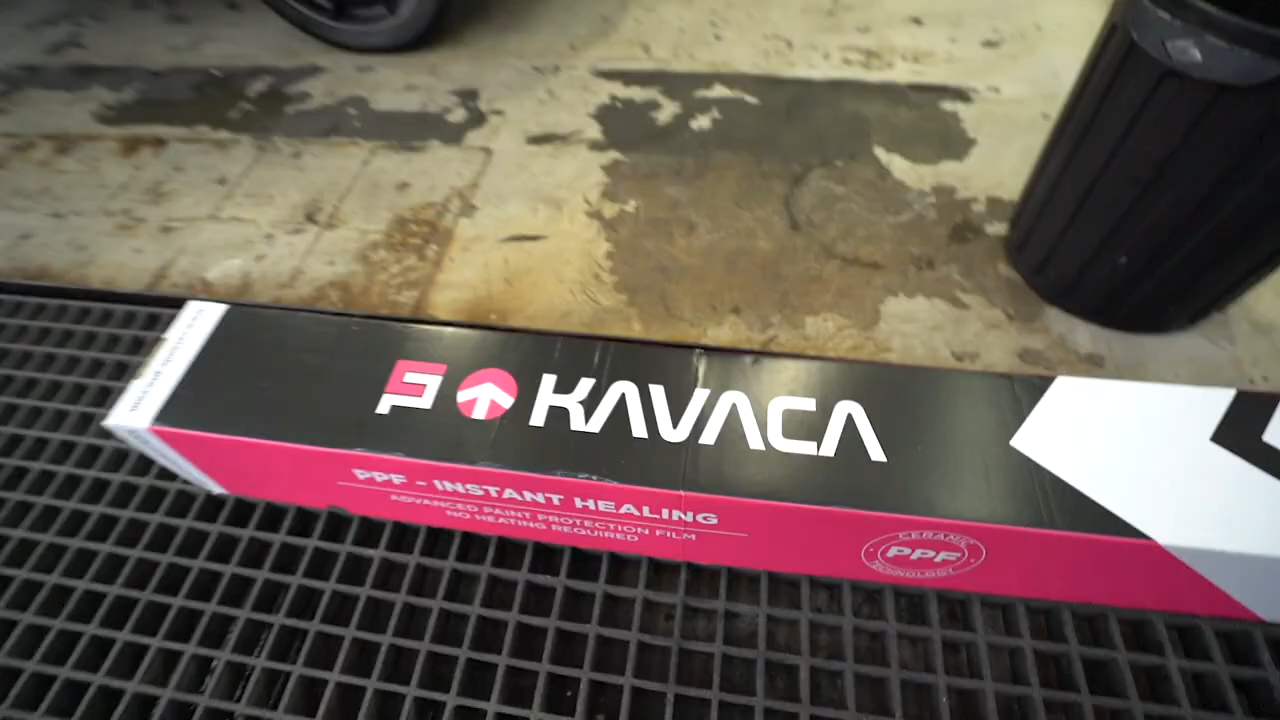 KAVACA
PPF - INSTANT HEALING
ADVANCED PAINT PROTECTION FILM
NO HEATING REQUIRED
CERAMIC
PPF
TECHNOLOGY